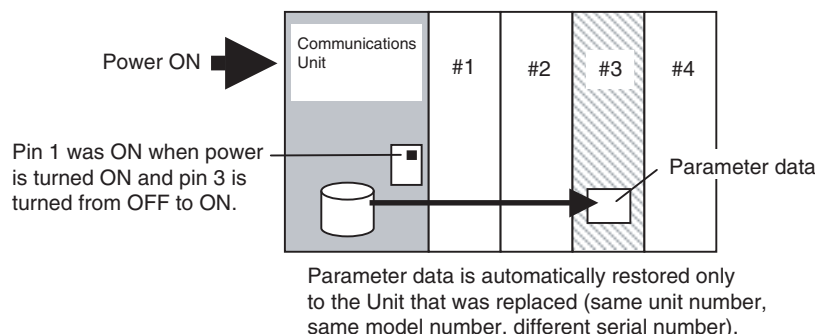 Power ON
Communications
Unit
#1
#2
#3
#4
Pin 1 was ON when power
is turned ON and pin 3 is
turned from OFF to ON.
Parameter data
Parameter data is automatically restored only
to the Unit that was replaced (same unit number,
same model number, different serial number).